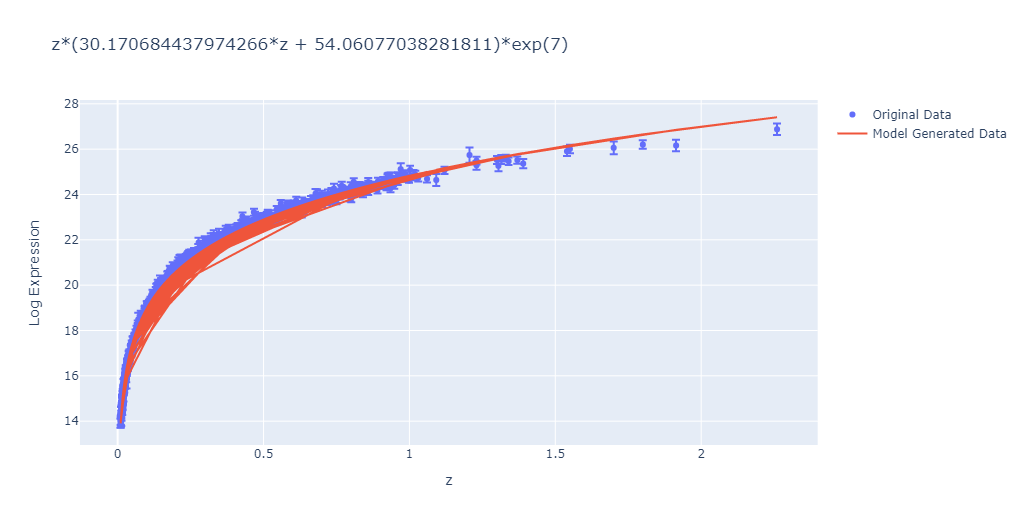 z*(30.170684437974266*z + 54.06077038281811)*exp(7)
28
26
24
22
20
18
16
14
Log Expression
0
0.5
1
1.5
2
z
Original Data
Model Generated Data